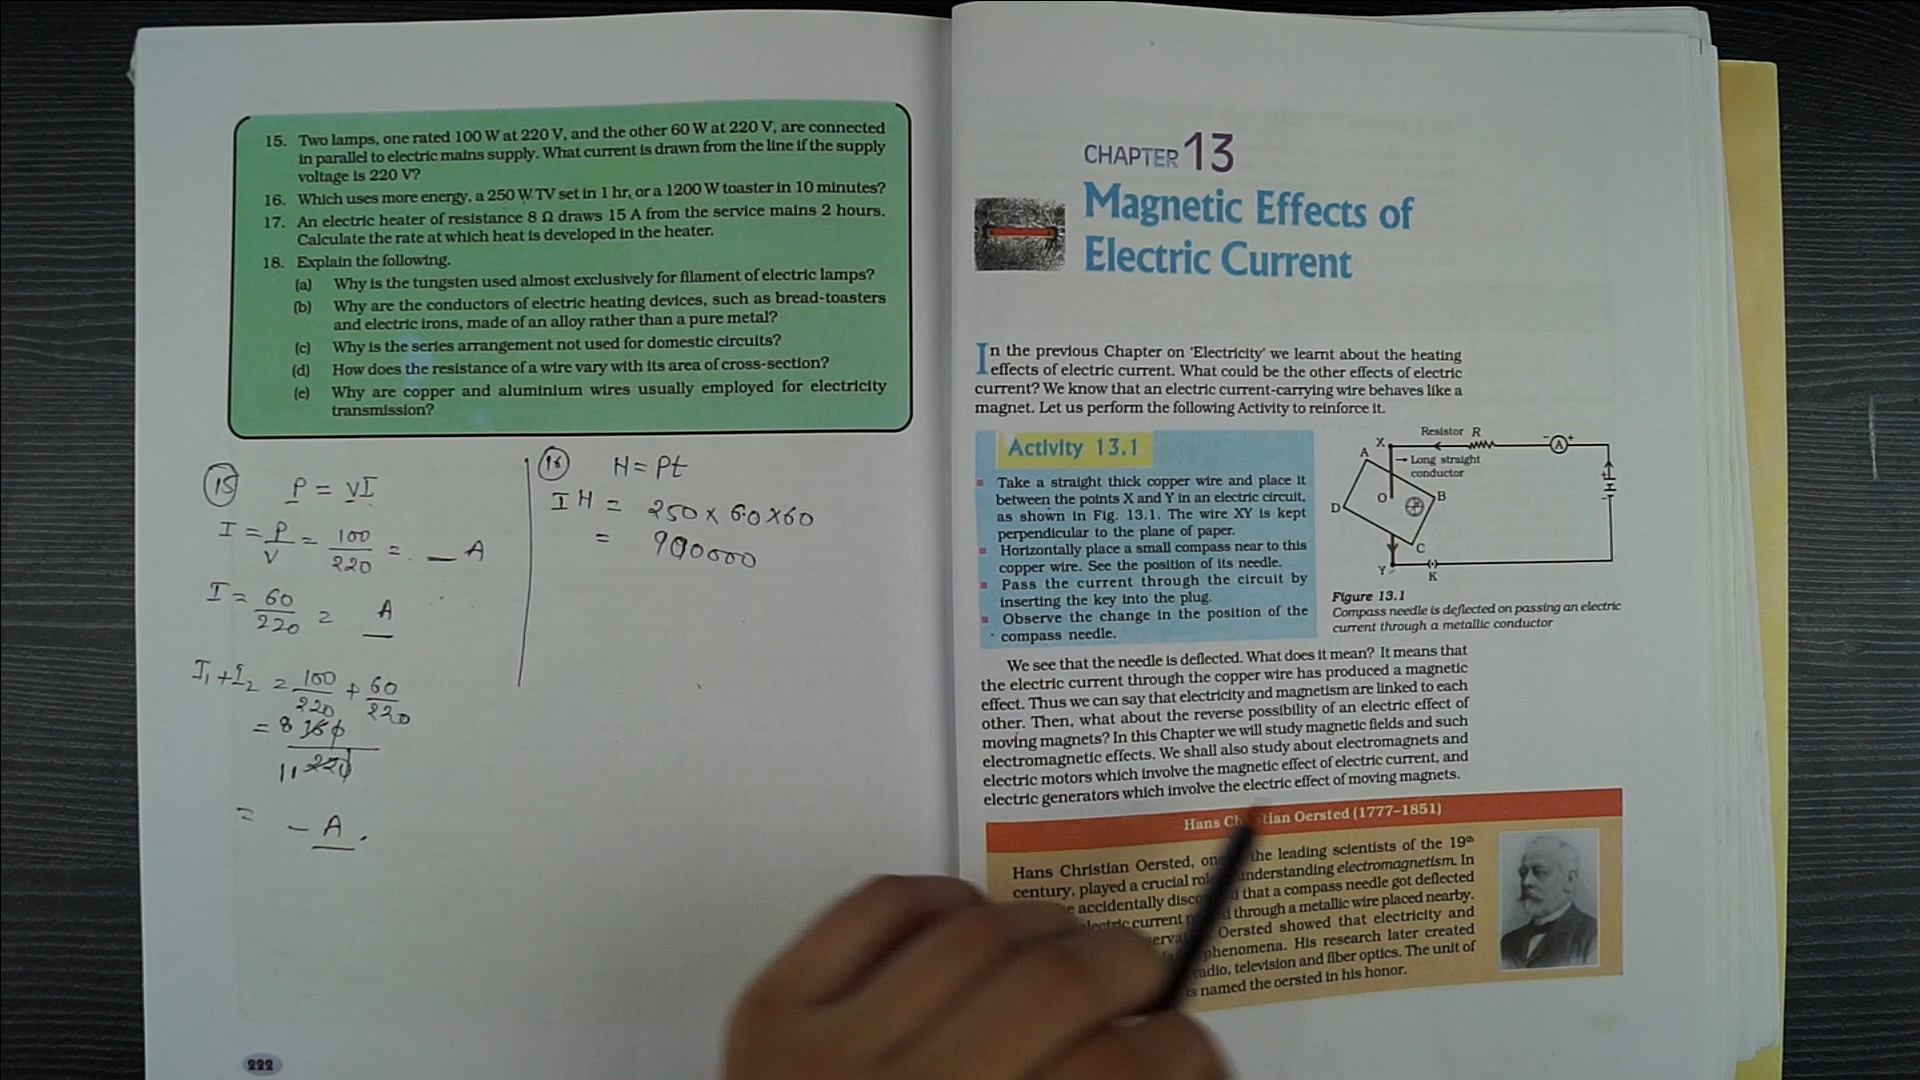 15. Two lamps, one rated 100 W at 220 V, and the other 60 W at 220 V, are connected
in parallel to electric mains supply. What current is drawn from the line if the supply
voltage is 220 V?
16. Which uses more energy, a 250 W TV set in 1 hr, or a 1200 W toaster in 10 minutes?
17. An electric heater of resistance 8 Ω draws 15 A from the service mains 2 hours.
Calculate the rate at which heat is developed in the heater.
18. Explain the following.
(a) Why is the tungsten used almost exclusively for filament of electric lamps?
(b) Why are the conductors of electric heating devices, such as bread-toasters
and electric irons, made of an alloy rather than a pure metal?
(c) Why is the series arrangement not used for domestic circuits?
(d) How does the resistance of a wire vary with its area of cross-section?
(e) Why are copper and aluminium wires usually employed for electricity
transmission?
15 P = VI
I = P/V = 100/220 = _ A
I = 60/220 = A
I₁ + I₂ = 100/220 + 60/220
= 8 160
11 220
= – A.
16 H = Pt
I H = 250 × 60 × 60
= 900000
222
CHAPTER 13
Magnetic Effects of
Electric Current
In the previous Chapter on ‘Electricity’ we learnt about the heating
effects of electric current. What could be the other effects of electric
current? We know that an electric current-carrying wire behaves like a
magnet. Let us perform the following Activity to reinforce it.
Activity 13.1
Take a straight thick copper wire and place it
between the points X and Y in an electric circuit,
as shown in Fig. 13.1. The wire XY is kept
perpendicular to the plane of paper.
Horizontally place a small compass near to this
copper wire. See the position of its needle.
Pass the current through the circuit by
inserting the key into the plug.
Observe the change in the position of the
compass needle.
Resistor R
X
A
A
Long straight
conductor
O
B
D
C
Y
K
Figure 13.1
Compass needle is deflected on passing an electric
current through a metallic conductor
We see that the needle is deflected. What does it mean? It means that
the electric current through the copper wire has produced a magnetic
effect. Thus we can say that electricity and magnetism are linked to each
other. Then, what about the reverse possibility of an electric effect of
moving magnets? In this Chapter we will study magnetic fields and such
electromagnetic effects. We shall also study about electromagnets and
electric motors which involve the magnetic effect of electric current, and
electric generators which involve the electric effect of moving magnets.
Hans Ch tian Oersted (1777–1851)
Hans Christian Oersted, the leading scientists of the 19th
century, played a crucial understanding electromagnetism. In
accidentally that a compass needle got deflected
electric current through a metallic wire placed nearby.
Oersted showed that electricity and
phenomena. His research later created
radio, television and fiber optics. The unit of
is named the oersted in his honor.